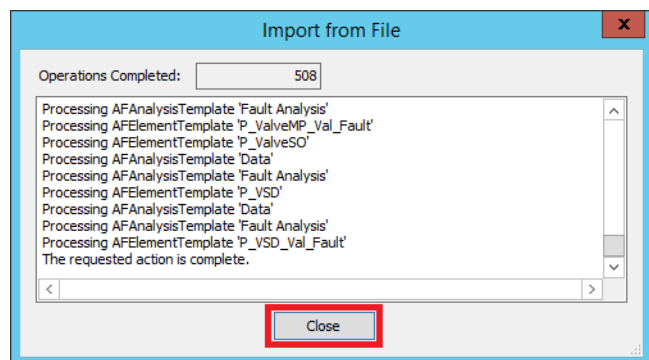 Import from File
x
Operations Completed: 508
Processing AFAnalysisTemplate 'Fault Analysis'
Processing AFElementTemplate 'P_ValveMP_Val_Fault'
Processing AFElementTemplate 'P_ValveSO'
Processing AFAnalysisTemplate 'Data'
Processing AFAnalysisTemplate 'Fault Analysis'
Processing AFElementTemplate 'P_VSD'
Processing AFAnalysisTemplate 'Data'
Processing AFAnalysisTemplate 'Fault Analysis'
Processing AFElementTemplate 'P_VSD_Val_Fault'
The requested action is complete.
Close